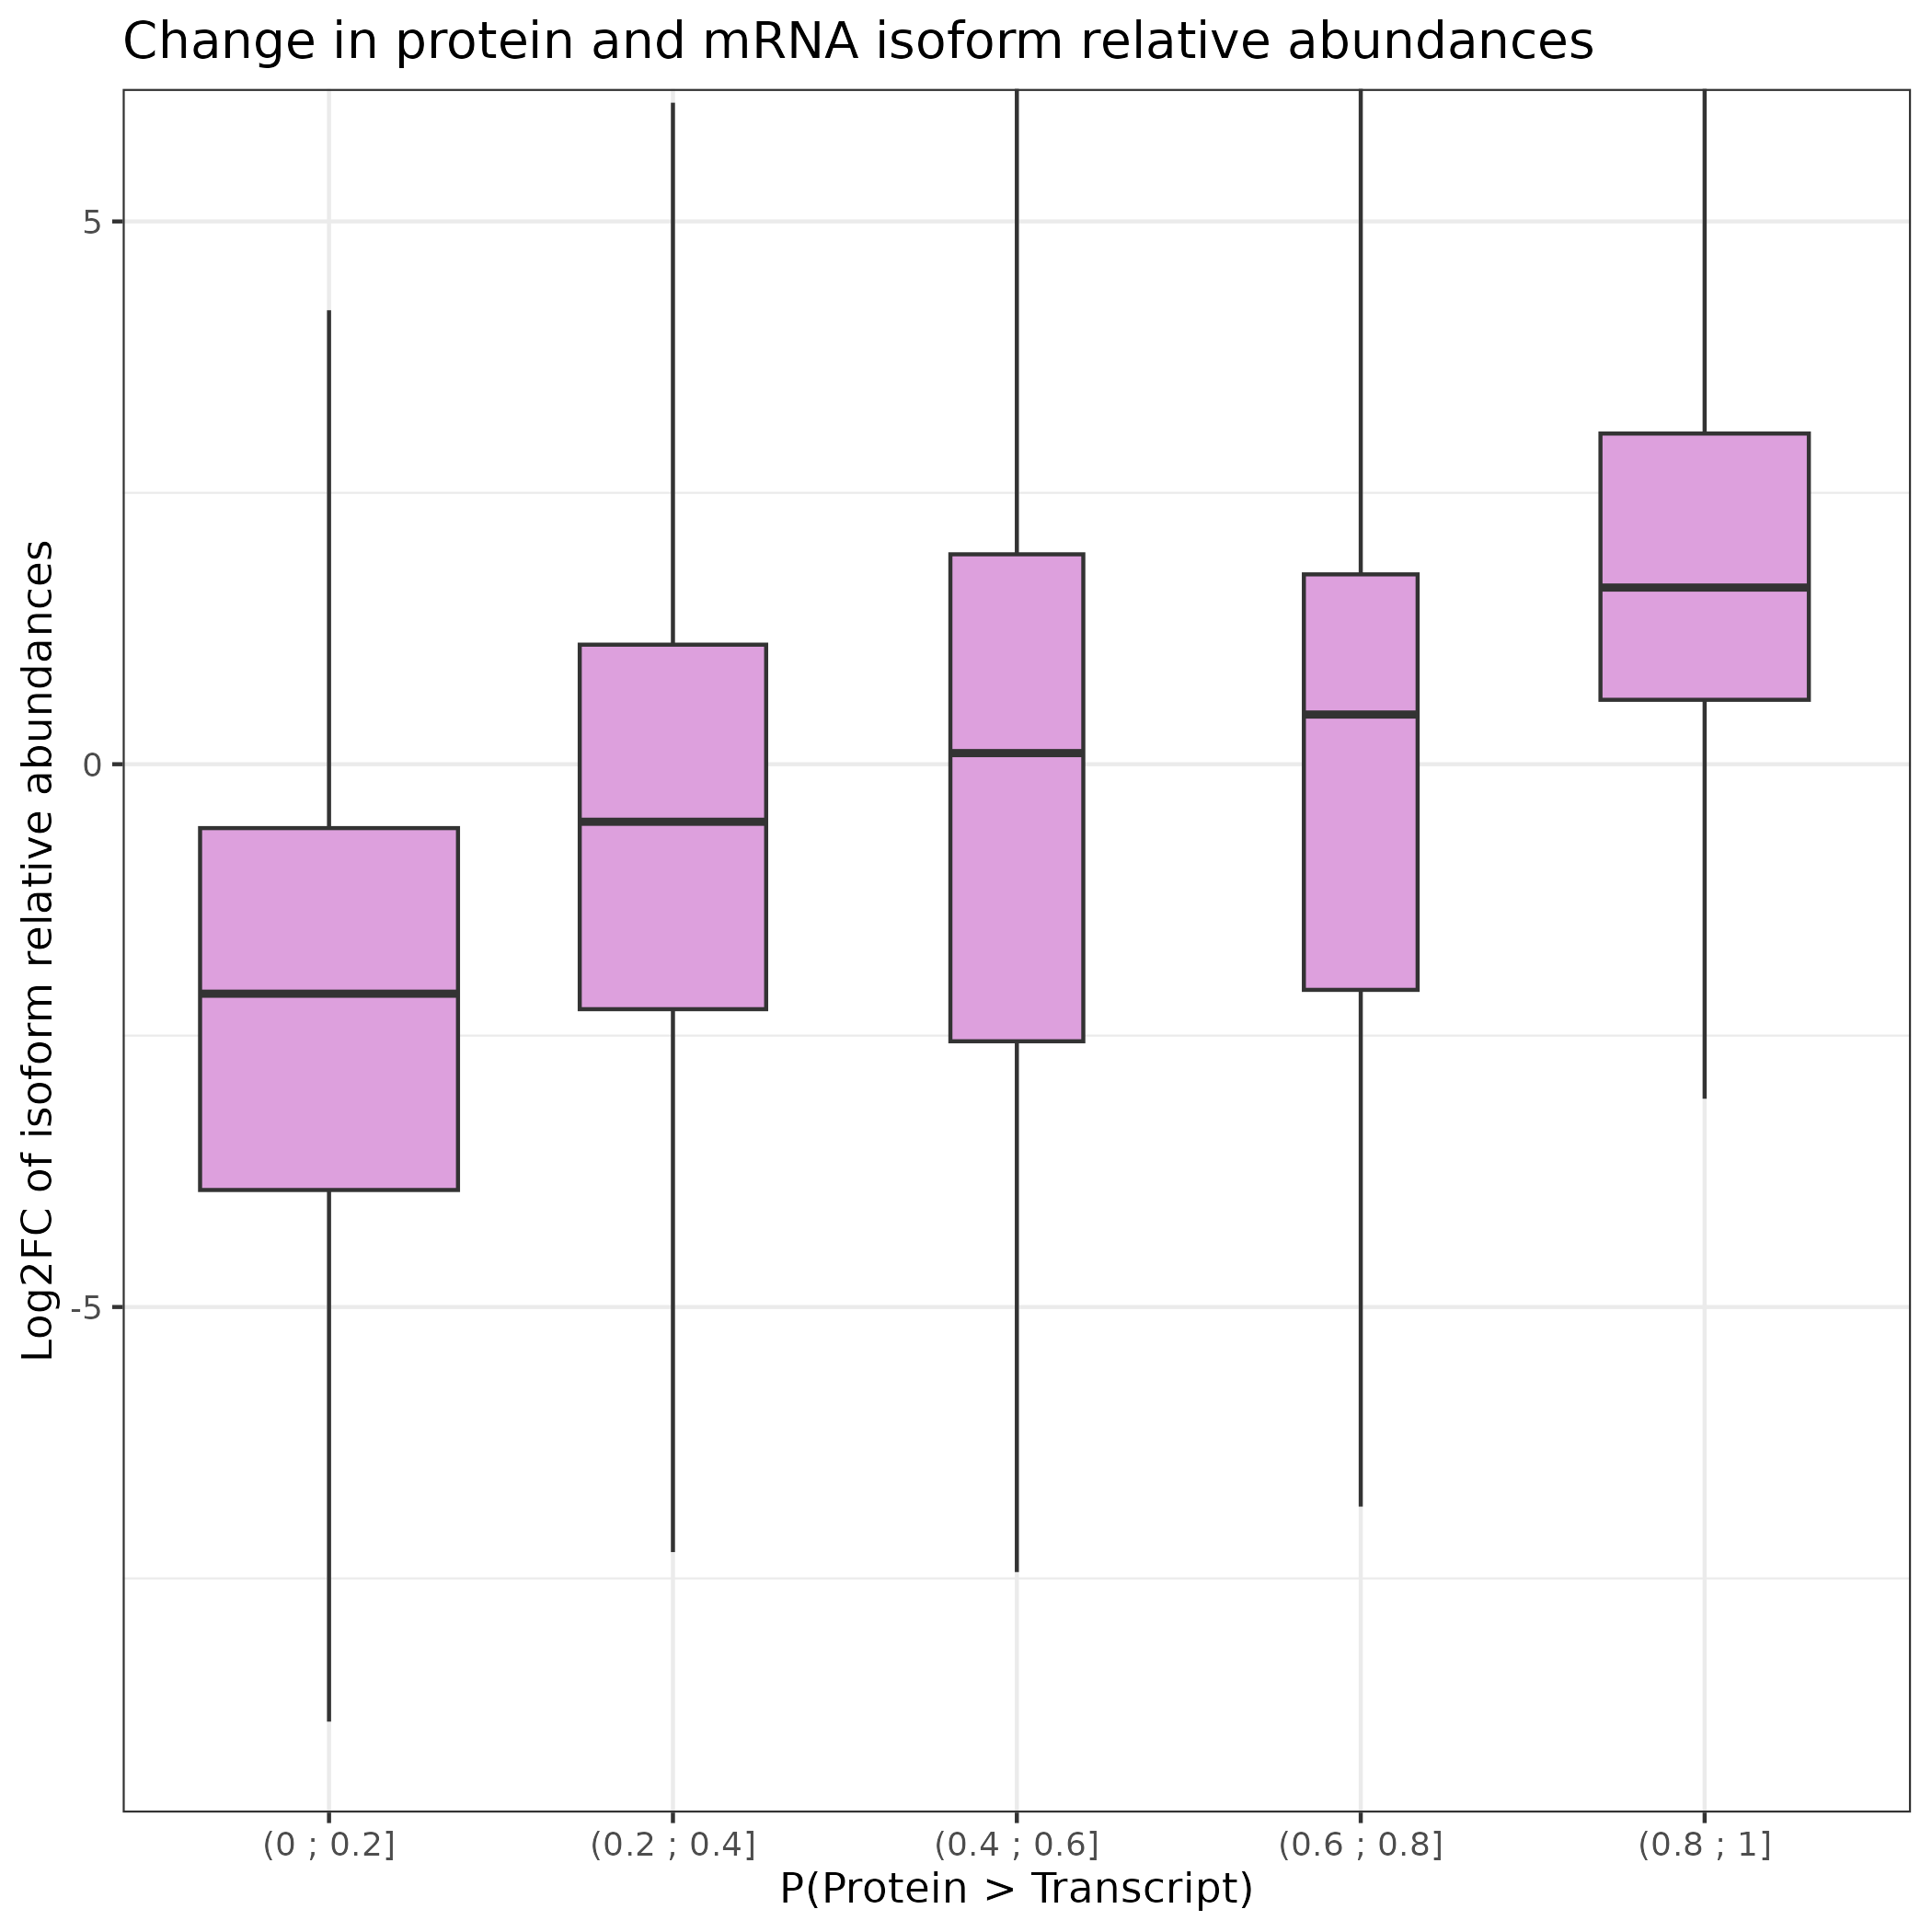 Change in protein and mRNA isoform relative abundances
Log2FC of isoform relative abundances
5
0
-5
(0 ; 0.2]
(0.2 ; 0.4]
(0.4 ; 0.6]
(0.6 ; 0.8]
(0.8 ; 1]
P(Protein > Transcript)